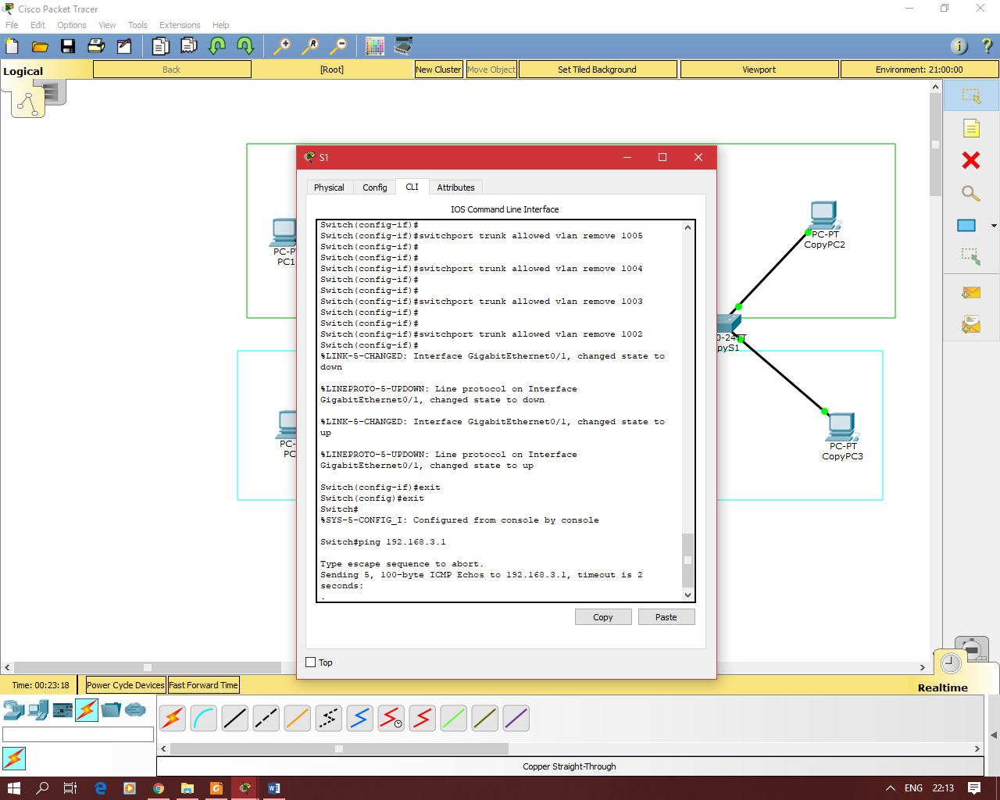 Cisco Packet Tracer
File Edit Options View Tools Extensions Help
Logical
Back
[Root]
New Cluster
Move Object
Set Tiled Background
Viewport
Environment: 21:00:00
S1
Physical
Config
CLI
Attributes
IOS Command Line Interface
Switch(config-if)#
Switch(config-if)#switchport trunk allowed vlan remove 1005
Switch(config-if)#
Switch(config-if)#
Switch(config-if)#switchport trunk allowed vlan remove 1004
Switch(config-if)#
Switch(config-if)#
Switch(config-if)#switchport trunk allowed vlan remove 1003
Switch(config-if)#
Switch(config-if)#
Switch(config-if)#switchport trunk allowed vlan remove 1002
Switch(config-if)#
%LINK-5-CHANGED: Interface GigabitEthernet0/1, changed state to
down
%LINEPROTO-5-UPDOWN: Line protocol on Interface
GigabitEthernet0/1, changed state to down
%LINK-5-CHANGED: Interface GigabitEthernet0/1, changed state to
up
%LINEPROTO-5-UPDOWN: Line protocol on Interface
GigabitEthernet0/1, changed state to up
Switch(config-if)#exit
Switch(config)#exit
Switch#
%SYS-5-CONFIG_I: Configured from console by console
Switch#ping 192.168.3.1
Type escape sequence to abort.
Sending 5, 100-byte ICMP Echos to 192.168.3.1, timeout is 2
seconds:
.
Copy
Paste
Top
PC-P
PC1
PC-
PC
PC-PT
CopyPC2
0-24TT
pyS1
PC-PT
CopyPC3
Time: 00:23:18
Power Cycle Devices
Fast Forward Time
Realtime
Copper Straight-Through
ENG
22:13